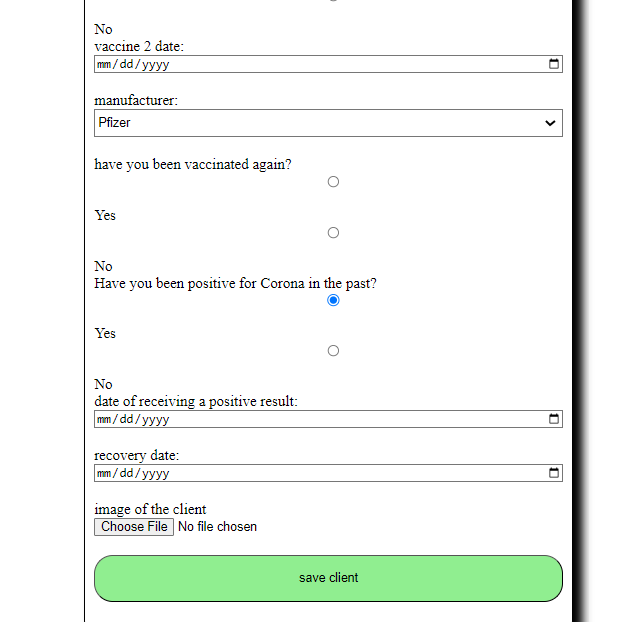 No
vaccine 2 date:
mm/dd/yyyy
manufacturer:
Pfizer
have you been vaccinated again?
Yes
No
Have you been positive for Corona in the past?
Yes
No
date of receiving a positive result:
mm/dd/yyyy
recovery date:
mm/dd/yyyy
image of the client
Choose File No file chosen
save client